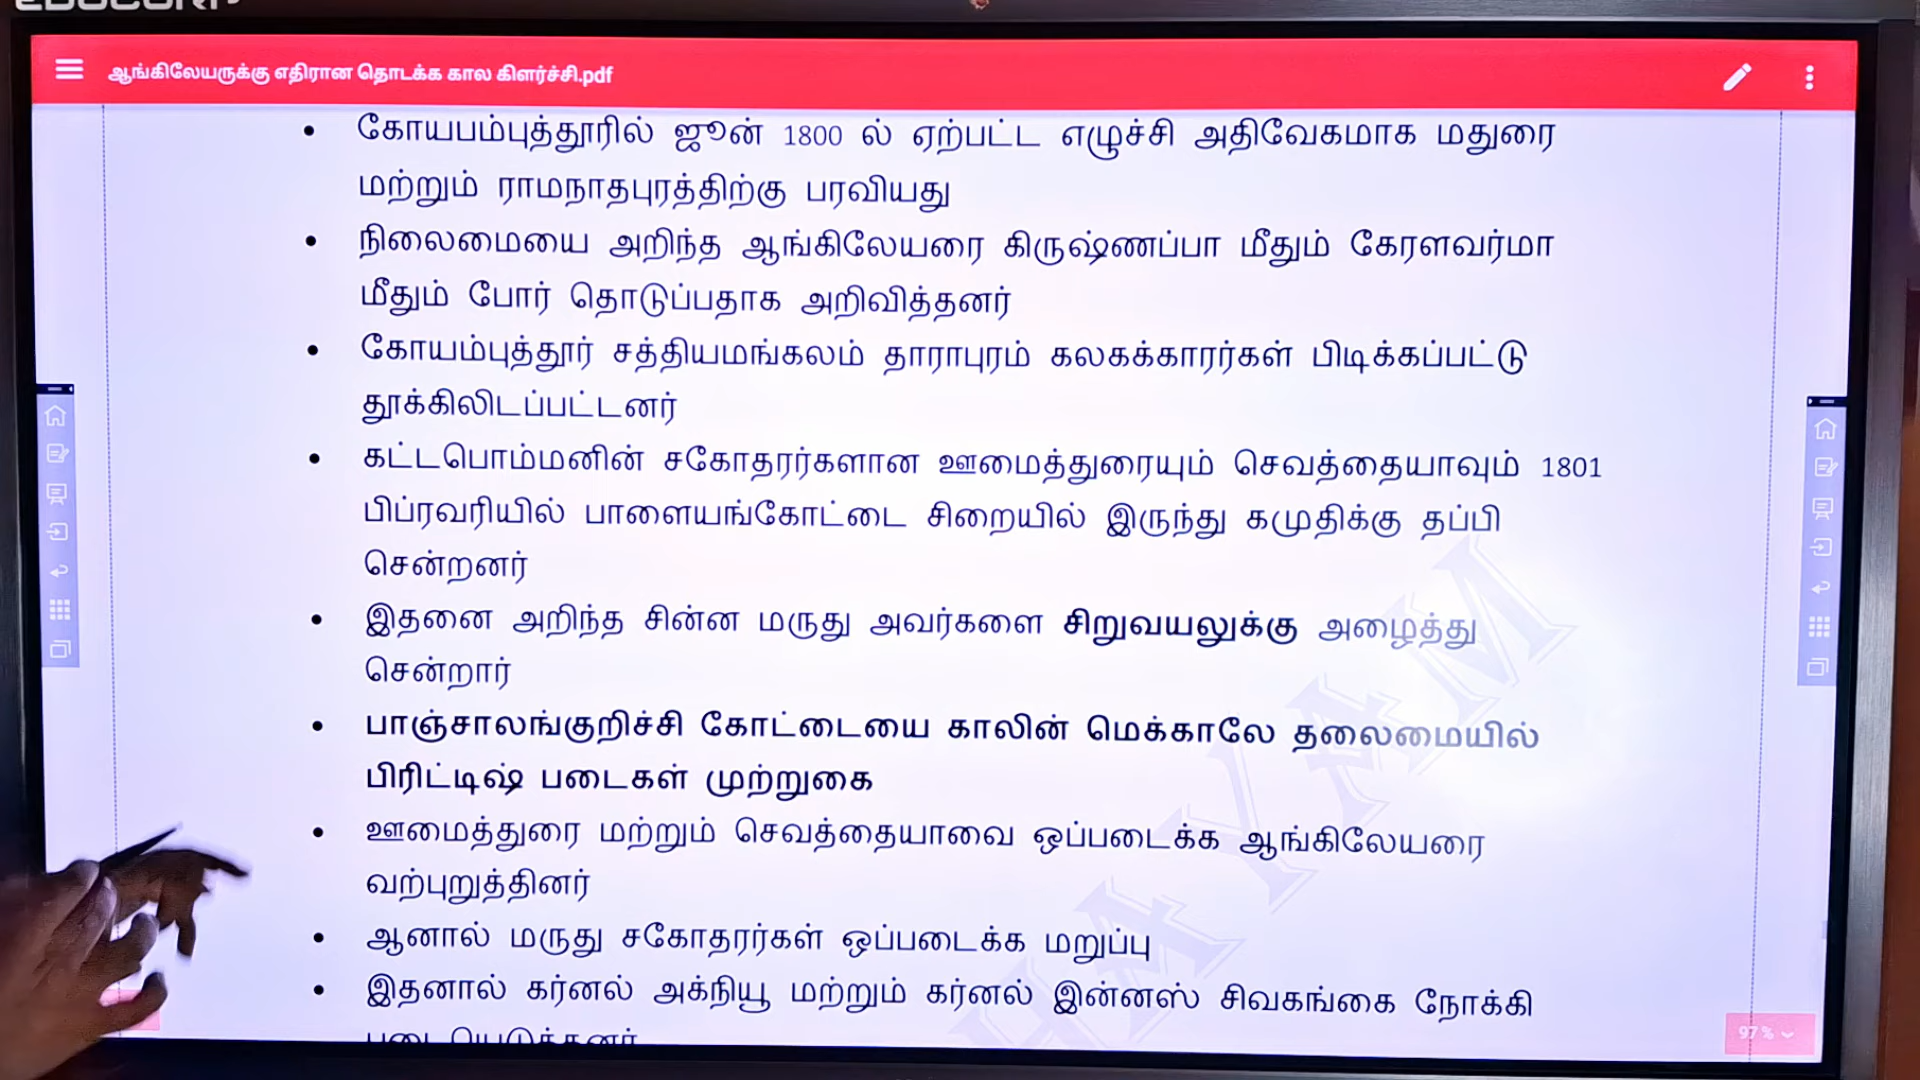 ஆங்கிலேயருக்கு எதிரான தொடக்க கால கிளர்ச்சி.pdf
• கோயபம்புத்தூரில் ஜூன் 1800 ல் ஏற்பட்ட எழுச்சி அதிவேகமாக மதுரை
மற்றும் ராமநாதபுரத்திற்கு பரவியது
• நிலைமையை அறிந்த ஆங்கிலேயரை கிருஷ்ணப்பா மீதும் கேரளவர்மா
மீதும் போர் தொடுப்பதாக அறிவித்தனர்
• கோயம்புத்தூர் சத்தியமங்கலம் தாராபுரம் கலகக்காரர்கள் பிடிக்கப்பட்டு
தூக்கிலிடப்பட்டனர்
• கட்டபொம்மனின் சகோதரர்களான ஊமைத்துரையும் செவத்தையாவும் 1801
பிப்ரவரியில் பாளையங்கோட்டை சிறையில் இருந்து கமுதிக்கு தப்பி
சென்றனர்
• இதனை அறிந்த சின்ன மருது அவர்களை சிறுவயலுக்கு அழைத்து
சென்றார்
• பாஞ்சாலங்குறிச்சி கோட்டையை காலின் மெக்காலே தலைமையில்
பிரிட்டிஷ் படைகள் முற்றுகை
• ஊமைத்துரை மற்றும் செவத்தையாவை ஒப்படைக்க ஆங்கிலேயரை
வற்புறுத்தினர்
• ஆனால் மருது சகோதரர்கள் ஒப்படைக்க மறுப்பு
• இதனால் கர்னல் அக்நியூ மற்றும் கர்னல் இன்னஸ் சிவகங்கை நோக்கி
படையெடுத்தனர்
97%